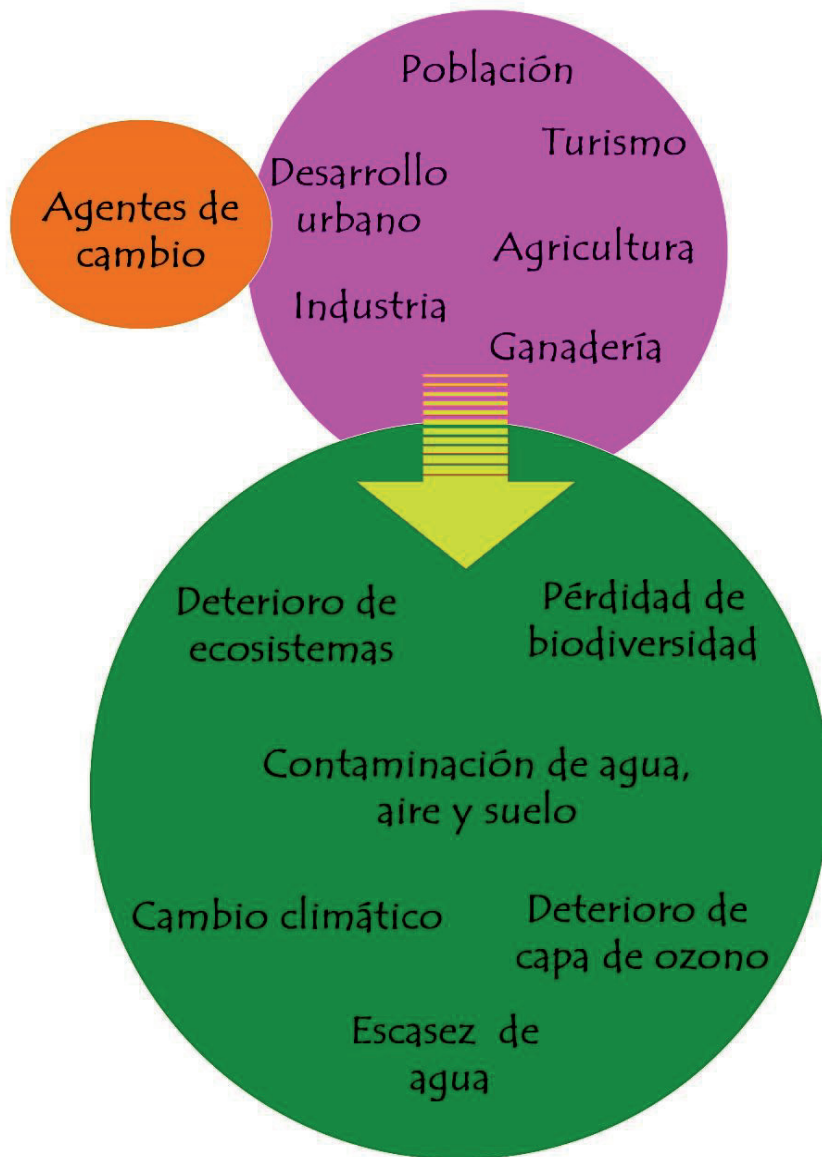 Agentes de
cambio
Población
Turismo
Desarrollo
urbano
Agricultura
Industria
Ganadería
Deterioro de
ecosistemas
Pérdidad de
biodiversidad
Contaminación de agua,
aire y suelo
Cambio climático
Deterioro de
capa de ozono
Escasez de
agua